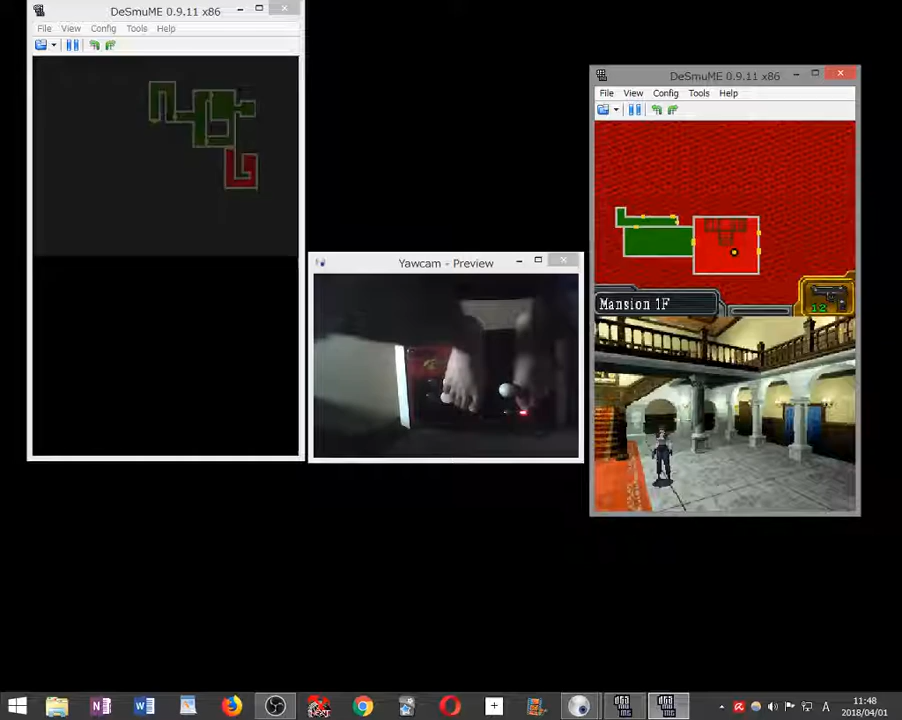 DeSmuME 0.9.11 x86
File View Config Tools Help
DeSmuME 0.9.11 x86
File View Config Tools Help
Mansion 1F
12
Yawcam - Preview
A
11:48
2018/04/01